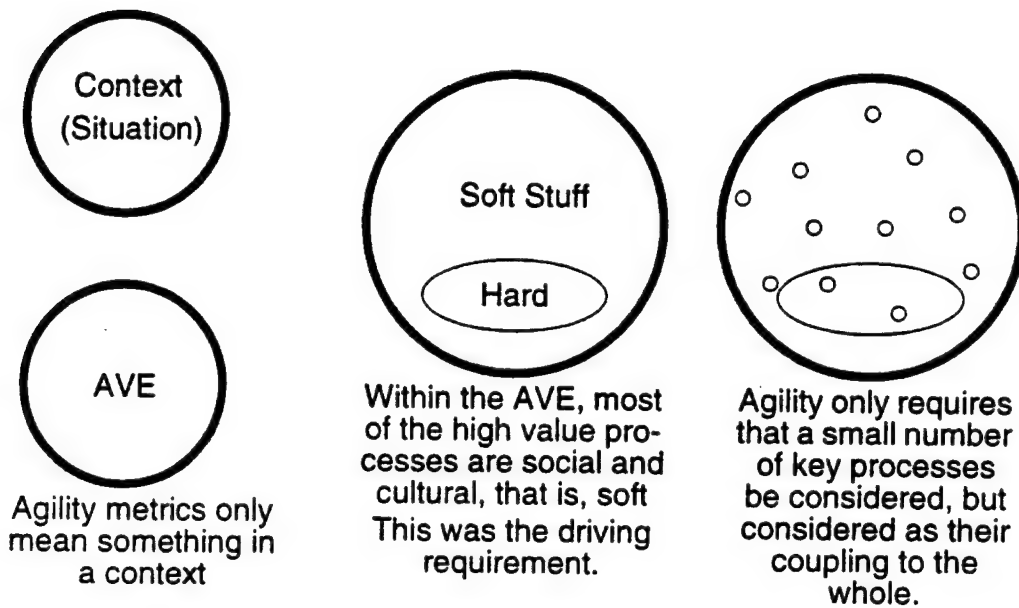 Context
(Situation)
AVE
Agility metrics only
mean something in
a context
Soft Stuff
Hard
Within the AVE, most
of the high value pro-
cesses are social and
cultural, that is, soft
This was the driving
requirement.
Agility only requires
that a small number
of key processes
be considered, but
considered as their
coupling to the
whole.